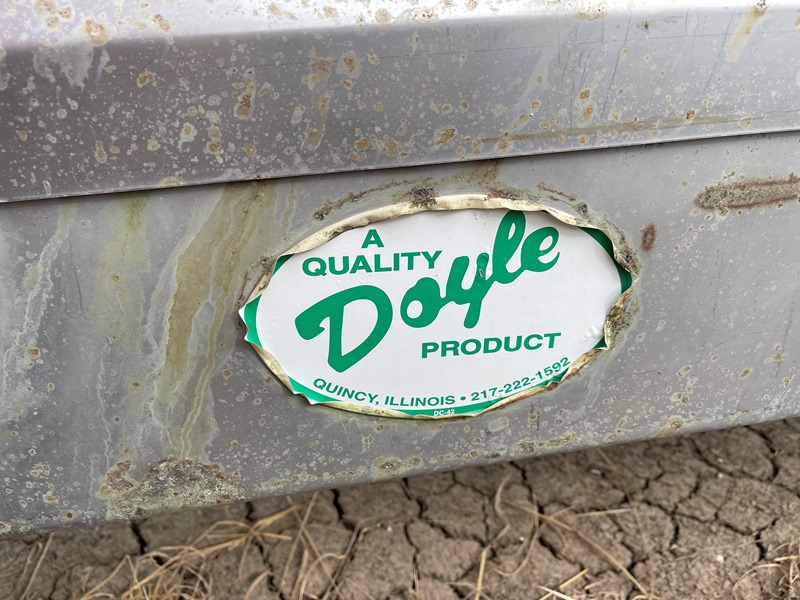 A
QUALITY
Doyle
PRODUCT
QUINCY, ILLINOIS • 217-222-1592
DC-42